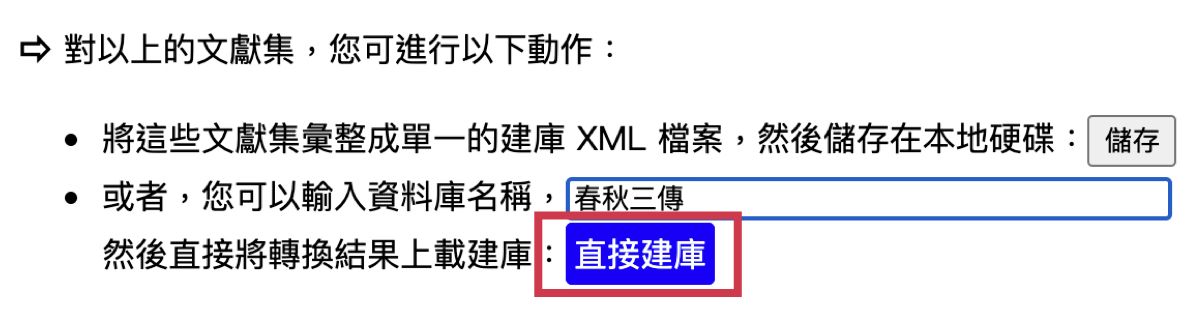 ⇨ 對以上的文獻集，您可進行以下動作：
• 將這些文獻集彙整成單一的建庫 XML 檔案，然後儲存在本地硬碟： 儲存
• 或者，您可以輸入資料庫名稱， 春秋三傳
然後直接將轉換結果上載建庫： 直接建庫